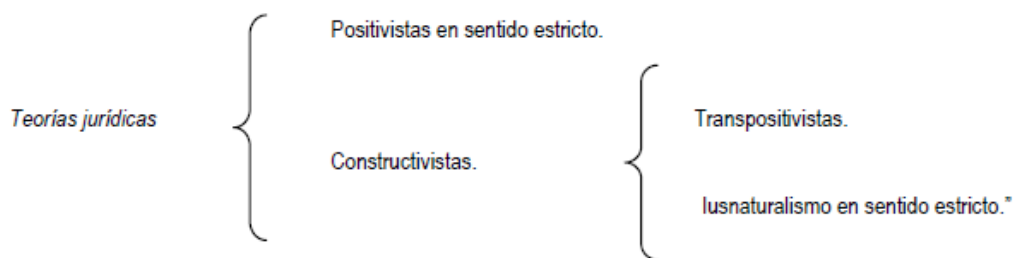 Positivistas en sentido estricto.
Teorías jurídicas
Transpositivistas.
Constructivistas.
Iusnaturalismo en sentido estricto.”